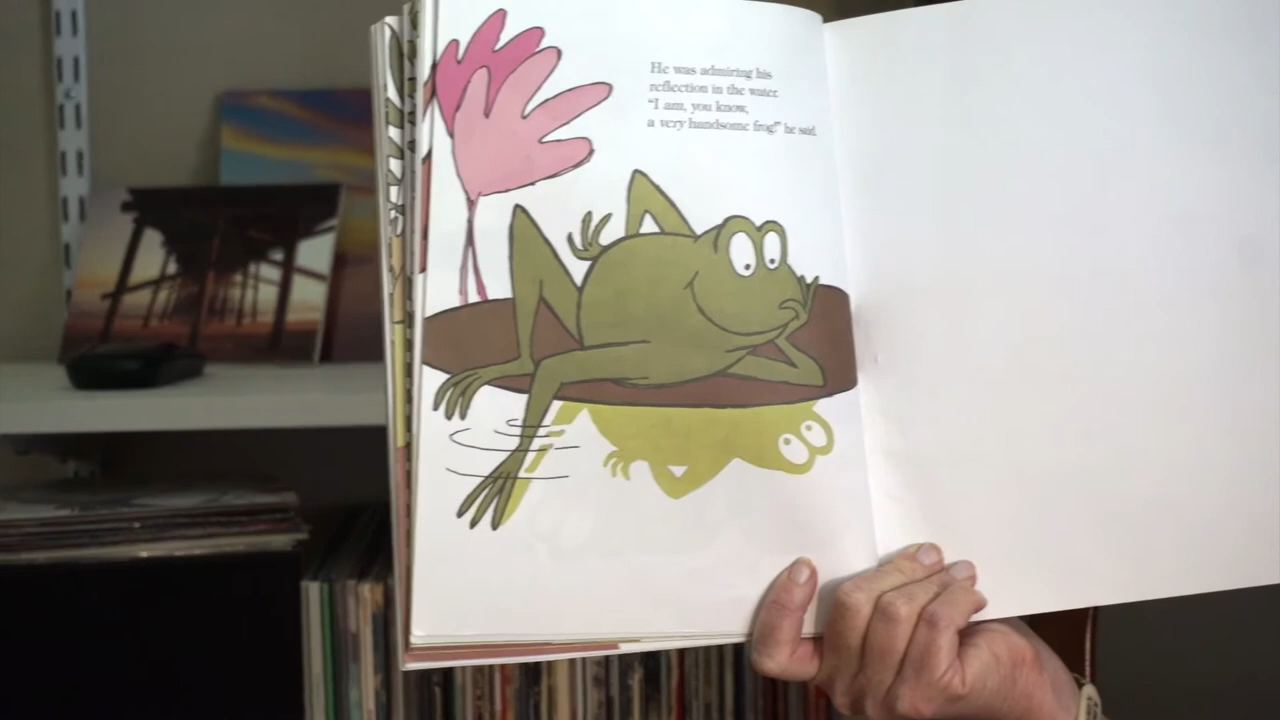 He was admiring his
reflection in the water.
"I am, you know,
a very handsome frog!" he said.